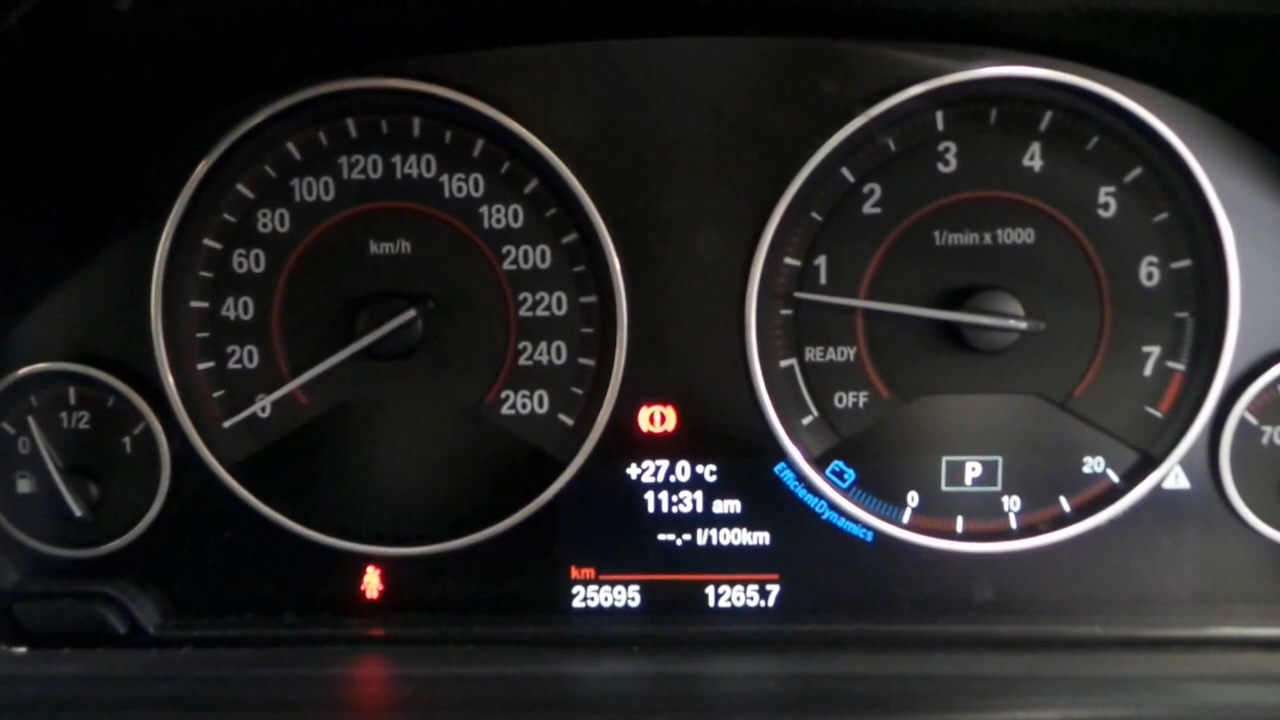 0 1/2 1
km/h
0 20 40 60 80 100 120 140 160 180 200 220 240 260
+27.0 °C
11:31 am
--.- l/100km
km
25695 1265.7
1/min x 1000
1 2 3 4 5 6 7
READY
OFF
P
0 10 20
EfficientDynamics
70